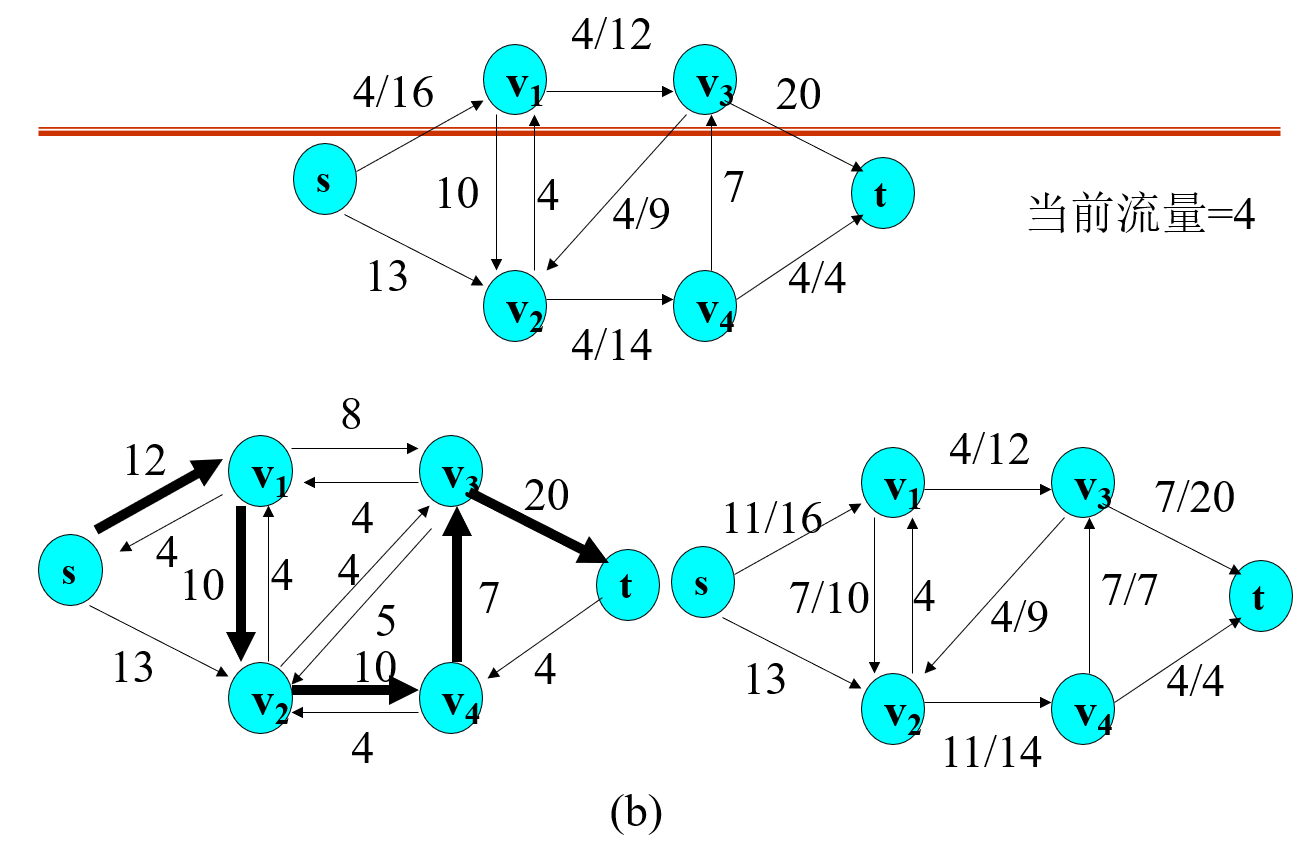 4/12
v1 v3
4/16 20
s 10 4 4/9 7 t
当前流量=4
13 4/4
v2 v4
4/14
8
12 v1 v3 20
4
s 4 10 4 4 5 7 t
13 10 4
v2 v4
4
4/12
v1 v3 7/20
11/16
s 7/10 4 4/9 7/7 t
13 4/4
v2 v4
11/14
(b)